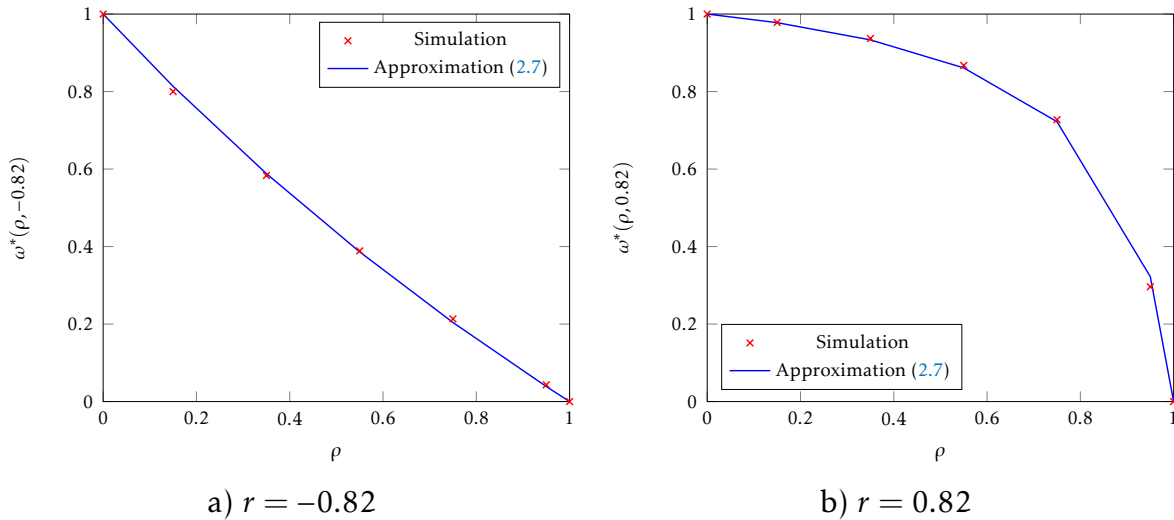 1
0.8
0.6
0.4
0.2
0
0
0.2
0.4
0.6
0.8
1
ω*(ρ,−0.82)
ρ
Simulation
Approximation (2.7)
a) r = −0.82
1
0.8
0.6
0.4
0.2
0
0
0.2
0.4
0.6
0.8
1
ω*(ρ,0.82)
ρ
Simulation
Approximation (2.7)
b) r = 0.82